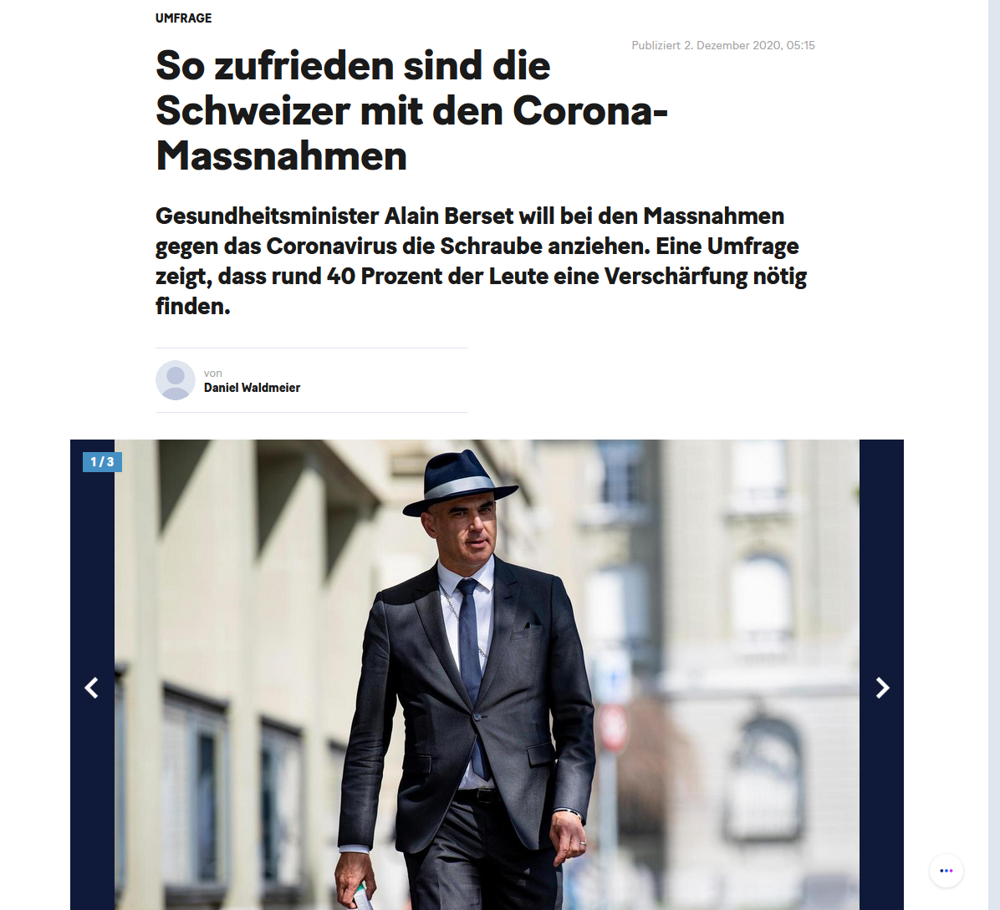 UMFRAGE
Publiziert 2. Dezember 2020, 05:15
So zufrieden sind die
Schweizer mit den Corona-
Massnahmen
Gesundheitsminister Alain Berset will bei den Massnahmen
gegen das Coronavirus die Schraube anziehen. Eine Umfrage
zeigt, dass rund 40 Prozent der Leute eine Verschärfung nötig
finden.
von
Daniel Waldmeier
1 / 3